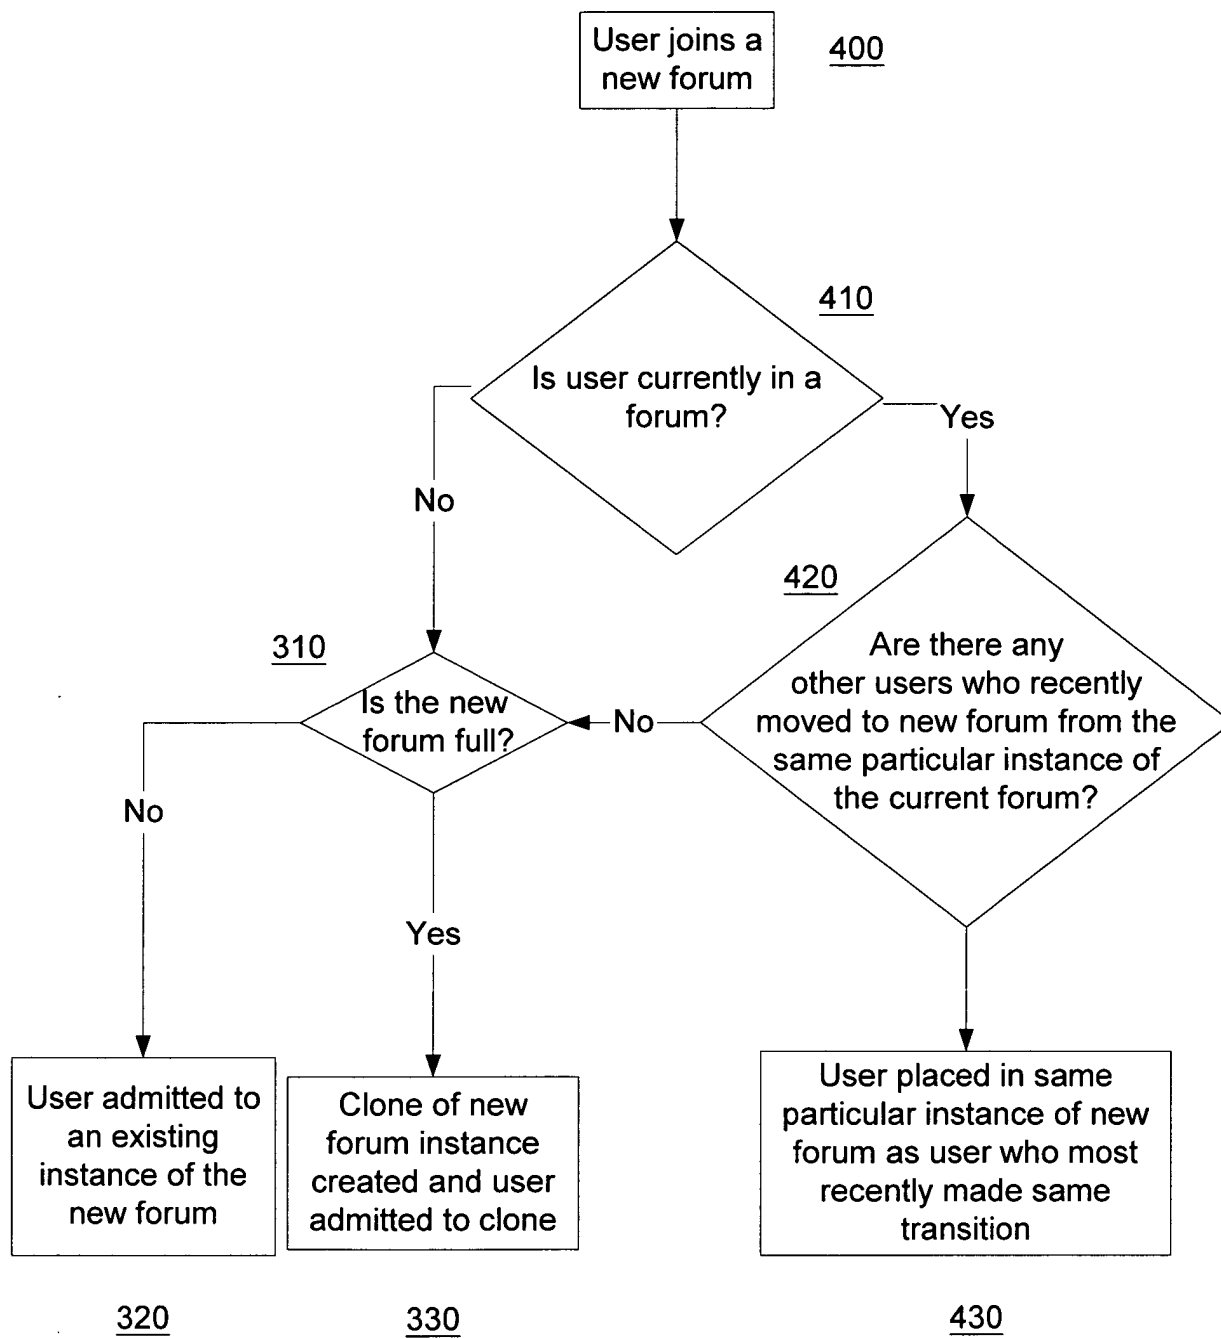 User joins a
new forum
400
410
Is user currently in a
forum?
Yes
No
420
310
Are there any
other users who recently
moved to new forum from the
same particular instance of
the current forum?
Is the new
forum full?
No
No
Yes
User admitted to
an existing
instance of the
new forum
Clone of new
forum instance
created and user
admitted to clone
User placed in same
particular instance of new
forum as user who most
recently made same
transition
320
330
430